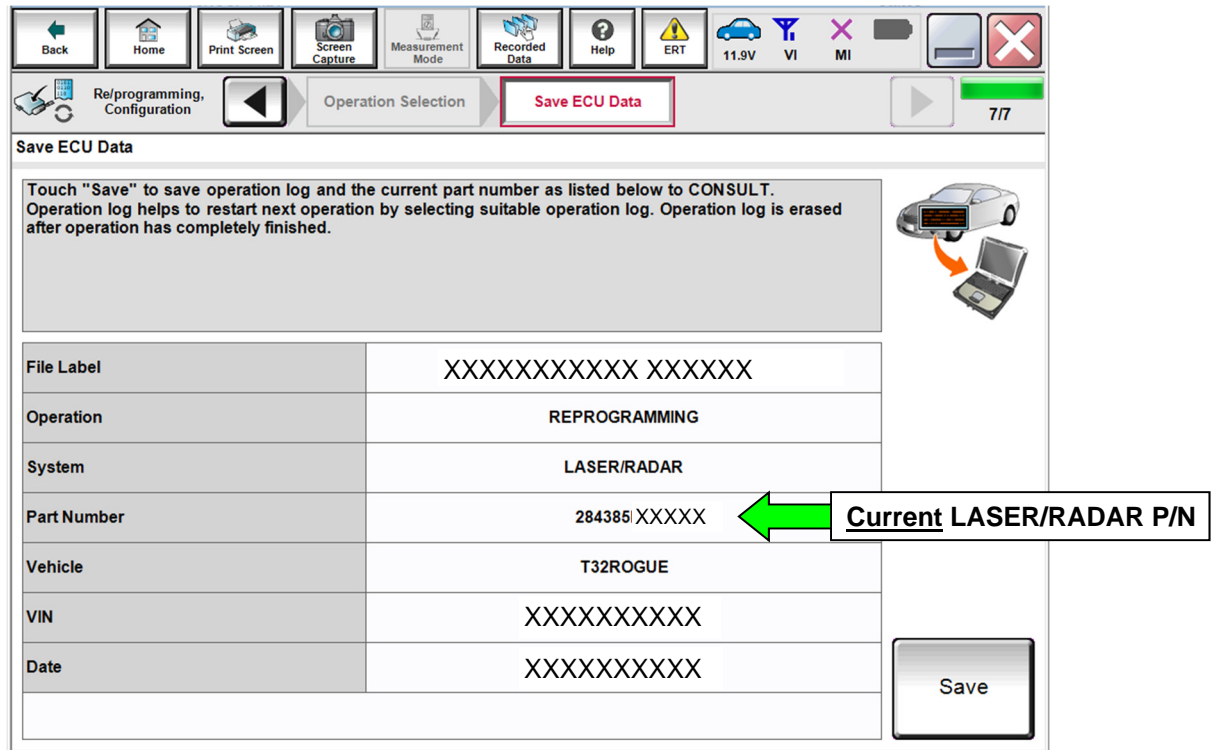 Back
Home
Print Screen
Screen Capture
Measurement Mode
Recorded Data
Help
ERT
11.9V
VI
MI
Re/programming, Configuration
Operation Selection
Save ECU Data
7/7
Save ECU Data
Touch "Save" to save operation log and the current part number as listed below to CONSULT.
Operation log helps to restart next operation by selecting suitable operation log. Operation log is erased
after operation has completely finished.
File Label XXXXXXXXXXX XXXXXX
Operation REPROGRAMMING
System LASER/RADAR
Part Number 284385 XXXXX
Current LASER/RADAR P/N
Vehicle T32ROGUE
VIN XXXXXXXXXX
Date XXXXXXXXXX
Save